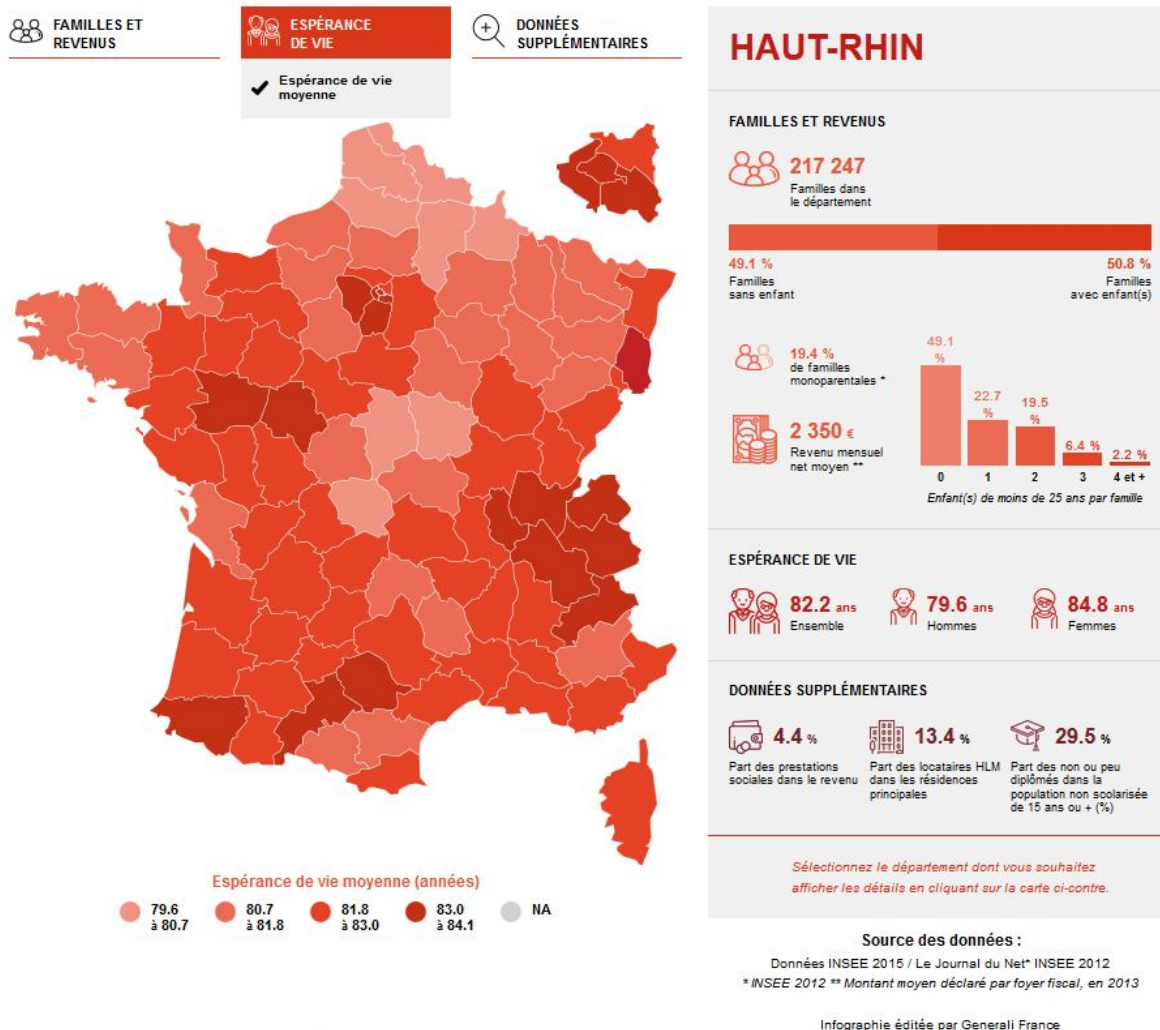 FAMILLES ET
REVENUS
ESPÉRANCE
DE VIE
Espérance de vie
moyenne
DONNÉES
SUPPLÉMENTAIRES
Espérance de vie moyenne (années)
79.6
à 80.7
80.7
à 81.8
81.8
à 83.0
83.0
à 84.1
NA
HAUT-RHIN
FAMILLES ET REVENUS
217 247
Familles dans
le département
49.1 %
Familles
sans enfant
50.8 %
Familles
avec enfant(s)
19.4 %
de familles
monoparentales *
2 350 €
Revenu mensuel
net moyen **
49.1
%
22.7
%
19.5
%
6.4 %
2.2 %
0 1 2 3 4 et +
Enfant(s) de moins de 25 ans par famille
ESPÉRANCE DE VIE
82.2 ans
Ensemble
79.6 ans
Hommes
84.8 ans
Femmes
DONNÉES SUPPLÉMENTAIRES
4.4 %
Part des prestations
sociales dans le revenu
13.4 %
Part des locataires HLM
dans les résidences
principales
29.5 %
Part des non ou peu
diplômés dans la
population non scolarisée
de 15 ans ou + (%)
Sélectionnez le département dont vous souhaitez
afficher les détails en cliquant sur la carte ci-contre.
Source des données :
Données INSEE 2015 / Le Journal du Net* INSEE 2012
* INSEE 2012 ** Montant moyen déclaré par foyer fiscal, en 2013
Infographie éditée par Generali France